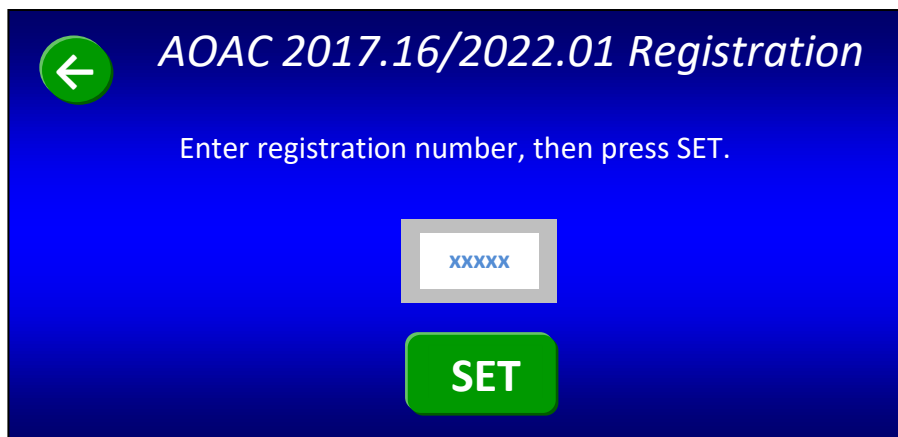 AOAC 2017.16/2022.01 Registration
Enter registration number, then press SET.
xxxxx
SET